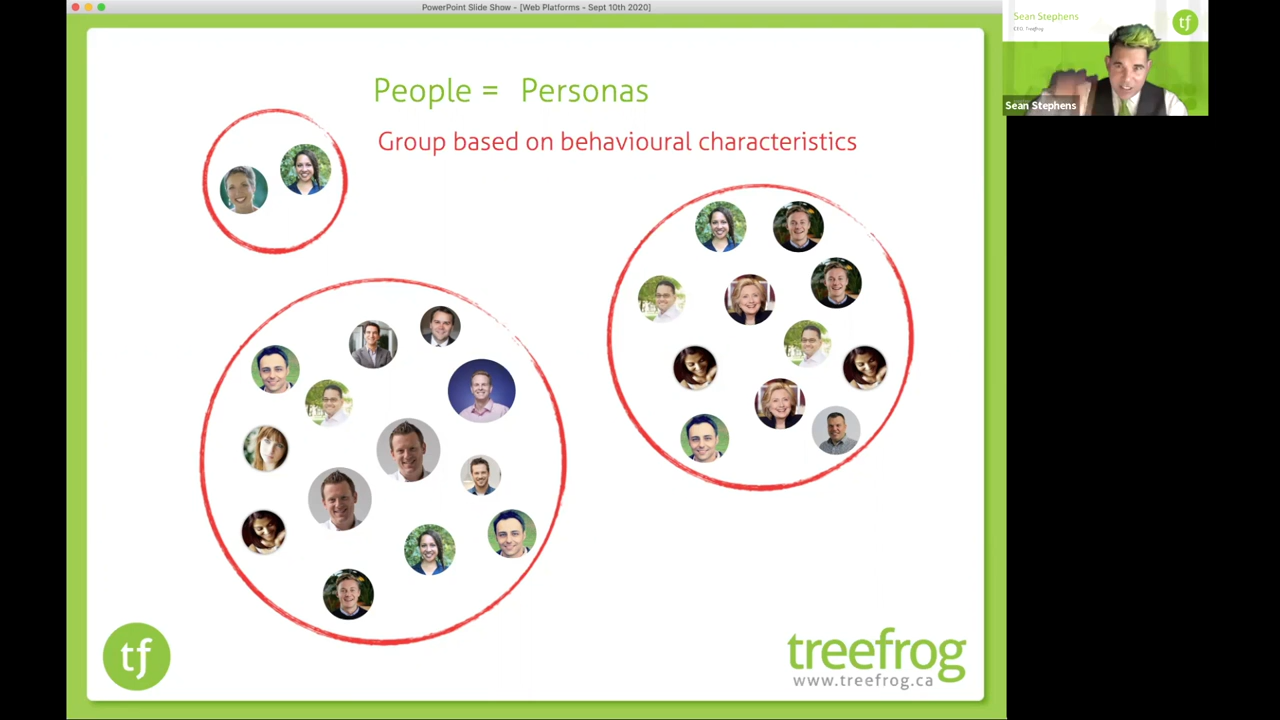 PowerPoint Slide Show - [Web Platforms - Sept 10th 2020]
People = Personas
Group based on behavioural characteristics
tf
treefrog
www.treefrog.ca
Sean Stephens
CEO, Treefrog
tf
Sean Stephens